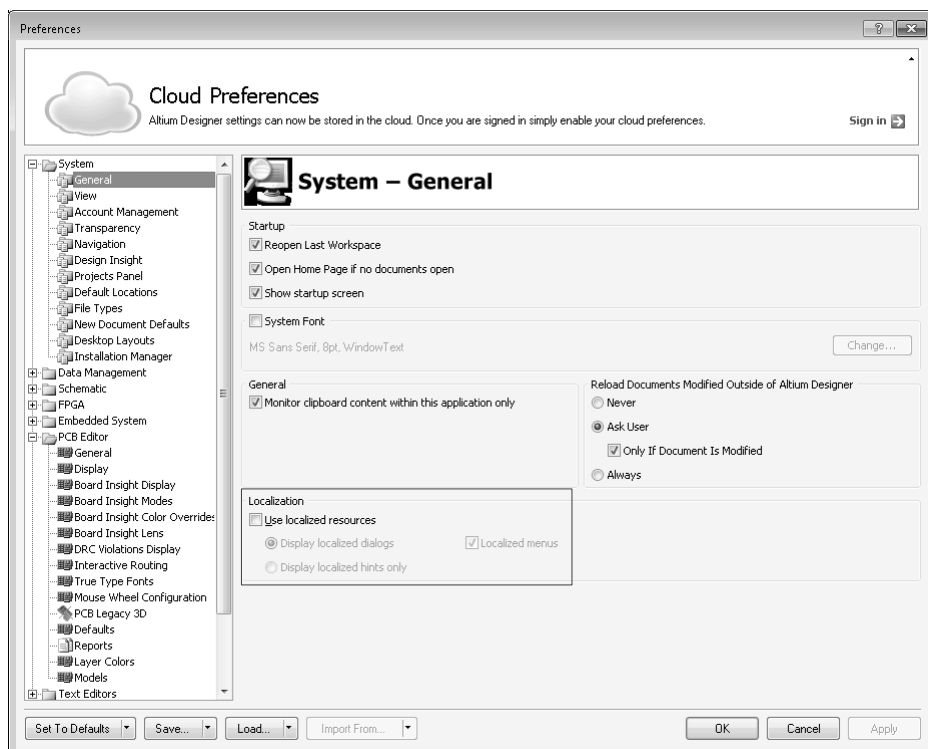 Preferences
Cloud Preferences
Altium Designer settings can now be stored in the cloud. Once you are signed in simply enable your cloud preferences.
Sign in
System
General
View
Account Management
Transparency
Navigation
Design Insight
Projects Panel
Default Locations
File Types
New Document Defaults
Desktop Layouts
Installation Manager
Data Management
Schematic
FPGA
Embedded System
PCB Editor
General
Display
Board Insight Display
Board Insight Modes
Board Insight Color Overrides
Board Insight Lens
DRC Violations Display
Interactive Routing
True Type Fonts
Mouse Wheel Configuration
PCB Legacy 3D
Defaults
Reports
Layer Colors
Models
Text Editors
System – General
Startup
Reopen Last Workspace
Open Home Page if no documents open
Show startup screen
System Font
MS Sans Serif, 8pt, WindowText
Change...
General
Monitor clipboard content within this application only
Reload Documents Modified Outside of Altium Designer
Never
Ask User
Only If Document Is Modified
Always
Localization
Use localized resources
Display localized dialogs
Localized menus
Display localized hints only
Set To Defaults
Save...
Load...
Import From...
OK
Cancel
Apply